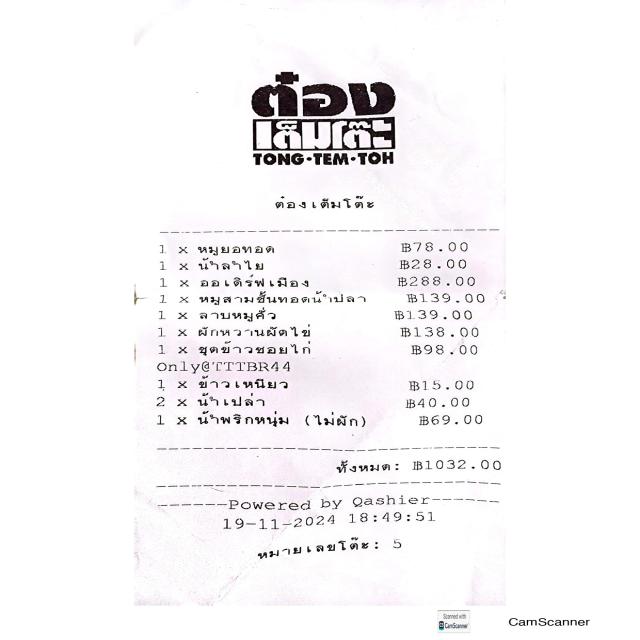 ต๋อง
เต็มโต๊ะ
TONG·TEM·TOH
ต๋องเต็มโต๊ะ
1 x หมูยอทอด ฿78.00
1 x น้ำลำไย ฿28.00
1 x ออเดิร์ฟเมือง ฿288.00
1 x หมูสามชั้นทอดน้ำปลา ฿139.00
1 x ลาบหมูคั่ว ฿139.00
1 x ผักหวานผัดไข่ ฿138.00
1 x ชุดข้าวซอยไก่ ฿98.00
Only@TTTBR44
1 x ข้าวเหนียว ฿15.00
2 x น้ำเปล่า ฿40.00
1 x น้ำพริกหนุ่ม (ไม่ผัก) ฿69.00
ทั้งหมด: ฿1032.00
------Powered by Qashier------
19-11-2024 18:49:51
หมายเลขโต๊ะ: 5
Scanned with
CamScanner
CamScanner